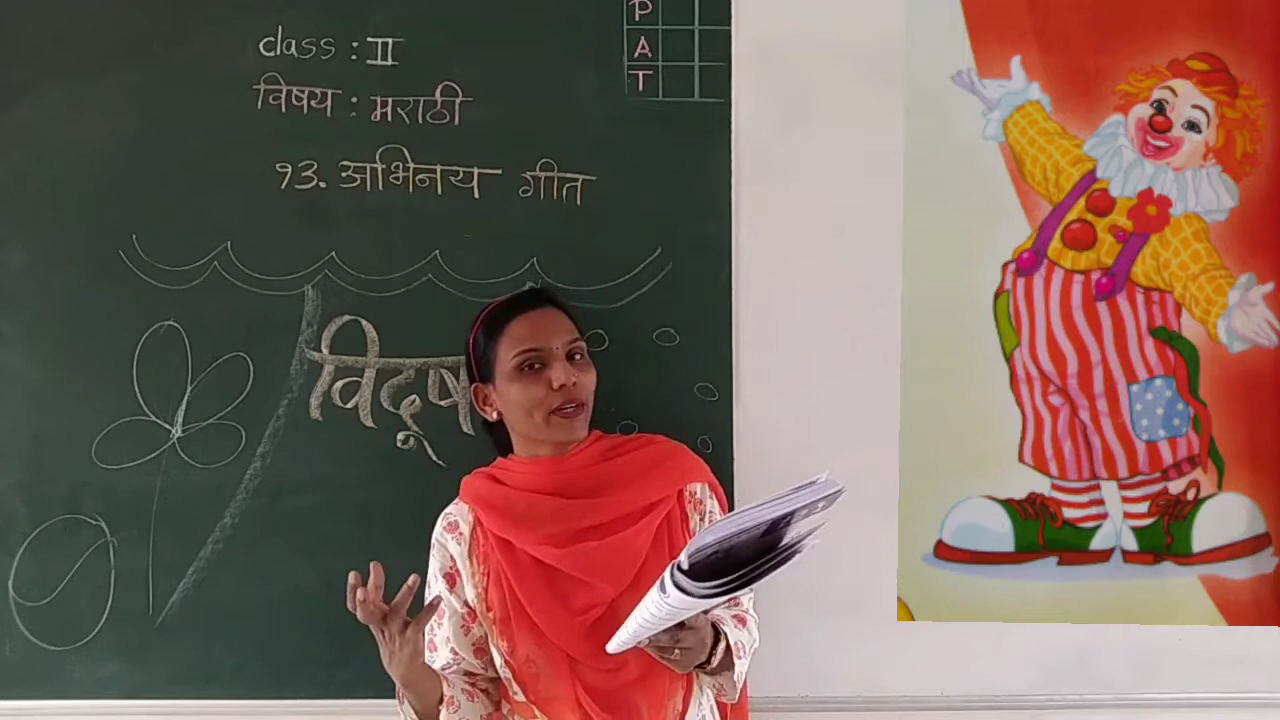 class : II
विषय : मराठी
१३. अभिनय गीत
विदूष
P
A
T